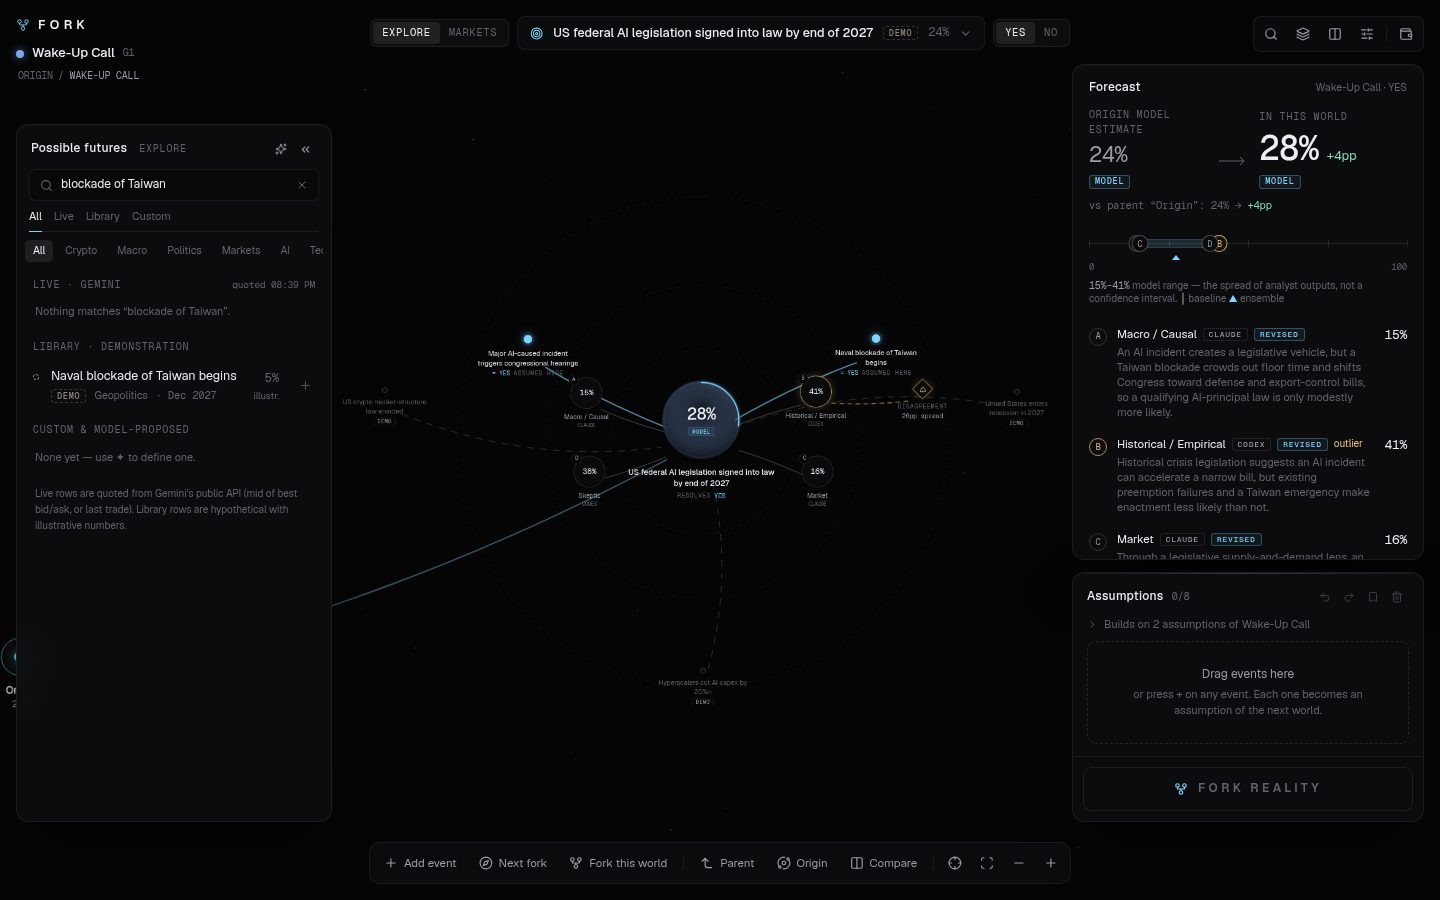 FORK
Wake-Up Call G1
ORIGIN / WAKE-UP CALL
EXPLORE MARKETS
US federal AI legislation signed into law by end of 2027 DEMO 24%
YES NO
Possible futures EXPLORE
blockade of Taiwan
All Live Library Custom
All Crypto Macro Politics Markets AI Tec
LIVE · GEMINI quoted 08:39 PM
Nothing matches “blockade of Taiwan”.
LIBRARY · DEMONSTRATION
Naval blockade of Taiwan begins 5%
DEMO Geopolitics · Dec 2027 illustr.
CUSTOM & MODEL-PROPOSED
None yet — use ✦ to define one.
Live rows are quoted from Gemini's public API (mid of best
bid/ask, or last trade). Library rows are hypothetical with
illustrative numbers.
Major AI-caused incident
triggers congressional hearings
YES ASSUMED HERE
Naval blockade of Taiwan
begins
YES ASSUMED HERE
US crypto market-structure
law enacted
DEMO
A
15%
Macro / Causal
CLAUDE
28%
MODEL
US federal AI legislation signed into law
by end of 2027
RESOLVES YES
B
41%
Historical / Empirical
CODEX
DISAGREEMENT
26pp spread
United States enters
recession in 2027
DEMO
D
38%
Skeptic
CODEX
C
16%
Market
CLAUDE
Hyperscalers cut AI capex by
20%+
DEMO
Forecast Wake-Up Call · YES
ORIGIN MODEL
ESTIMATE
24%
MODEL
IN THIS WORLD
28% +4pp
MODEL
vs parent “Origin”: 24% → +4pp
C D B
0 100
15%–41% model range — the spread of analyst outputs, not a
confidence interval. | baseline ▲ ensemble
A Macro / Causal CLAUDE REVISED 15%
An AI incident creates a legislative vehicle, but a
Taiwan blockade crowds out floor time and shifts
Congress toward defense and export-control bills,
so a qualifying AI-principal law is only modestly
more likely.
B Historical / Empirical CODEX REVISED outlier 41%
Historical crisis legislation suggests an AI incident
can accelerate a narrow bill, but existing
preemption failures and a Taiwan emergency make
enactment less likely than not.
C Market CLAUDE REVISED 16%
Through a legislative supply-and-demand lens, an
Assumptions 0/8
Builds on 2 assumptions of Wake-Up Call
Drag events here
or press + on any event. Each one becomes an
assumption of the next world.
FORK REALITY
Add event Next fork Fork this world Parent Origin Compare